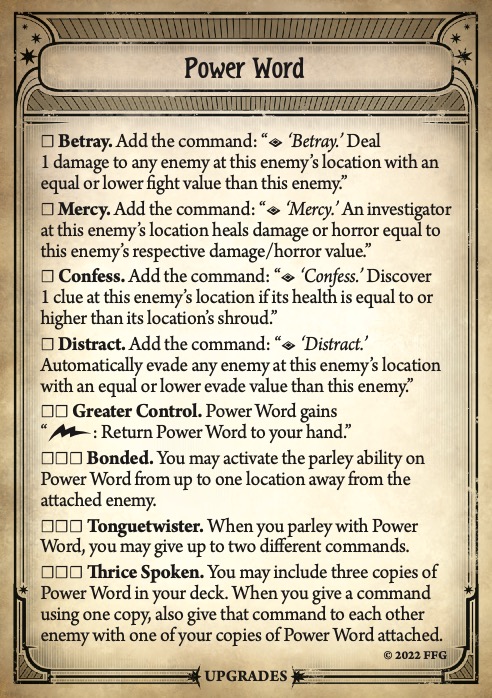 Power Word
☐ Betray. Add the command: “ ‘Betray.’ Deal
1 damage to any enemy at this enemy’s location with an
equal or lower fight value than this enemy.”
☐ Mercy. Add the command: “ ‘Mercy.’ An investigator
at this enemy’s location heals damage or horror equal to
this enemy’s respective damage/horror value.”
☐ Confess. Add the command: “ ‘Confess.’ Discover
1 clue at this enemy’s location if its health is equal to or
higher than its location’s shroud.”
☐ Distract. Add the command: “ ‘Distract.’
Automatically evade any enemy at this enemy’s location
with an equal or lower evade value than this enemy.”
☐☐ Greater Control. Power Word gains
“ : Return Power Word to your hand.”
☐☐☐ Bonded. You may activate the parley ability on
Power Word from up to one location away from the
attached enemy.
☐☐☐ Tonguetwister. When you parley with Power
Word, you may give up to two different commands.
☐☐☐ Thrice Spoken. You may include three copies of
Power Word in your deck. When you give a command
using one copy, also give that command to each other
enemy with one of your copies of Power Word attached.
© 2022 FFG
UPGRADES